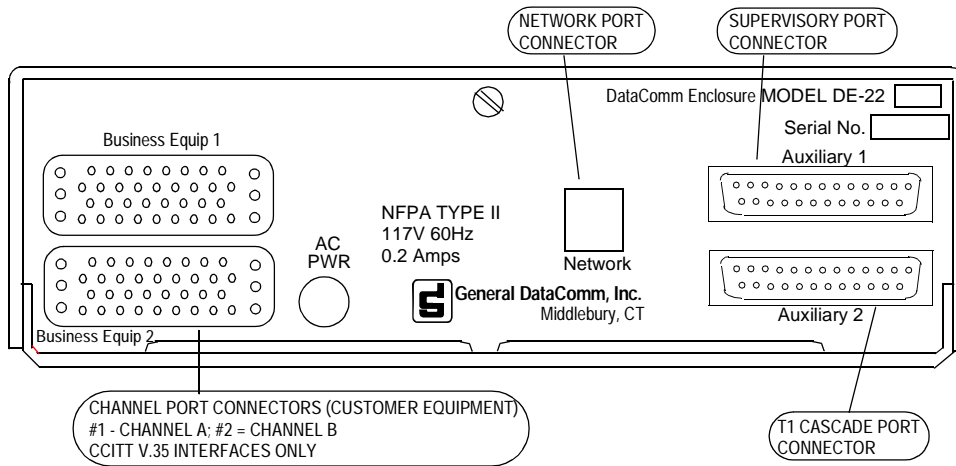 NETWORK PORT
CONNECTOR
SUPERVISORY PORT
CONNECTOR
DataComm Enclosure MODEL DE-22
Serial No.
Business Equip 1
Auxiliary 1
NFPA TYPE II
117V 60Hz
0.2 Amps
AC
PWR
Network
General DataComm, Inc.
Middlebury, CT
Auxiliary 2
Business Equip 2
CHANNEL PORT CONNECTORS (CUSTOMER EQUIPMENT)
#1 - CHANNEL A; #2 = CHANNEL B
CCITT V.35 INTERFACES ONLY
T1 CASCADE PORT
CONNECTOR